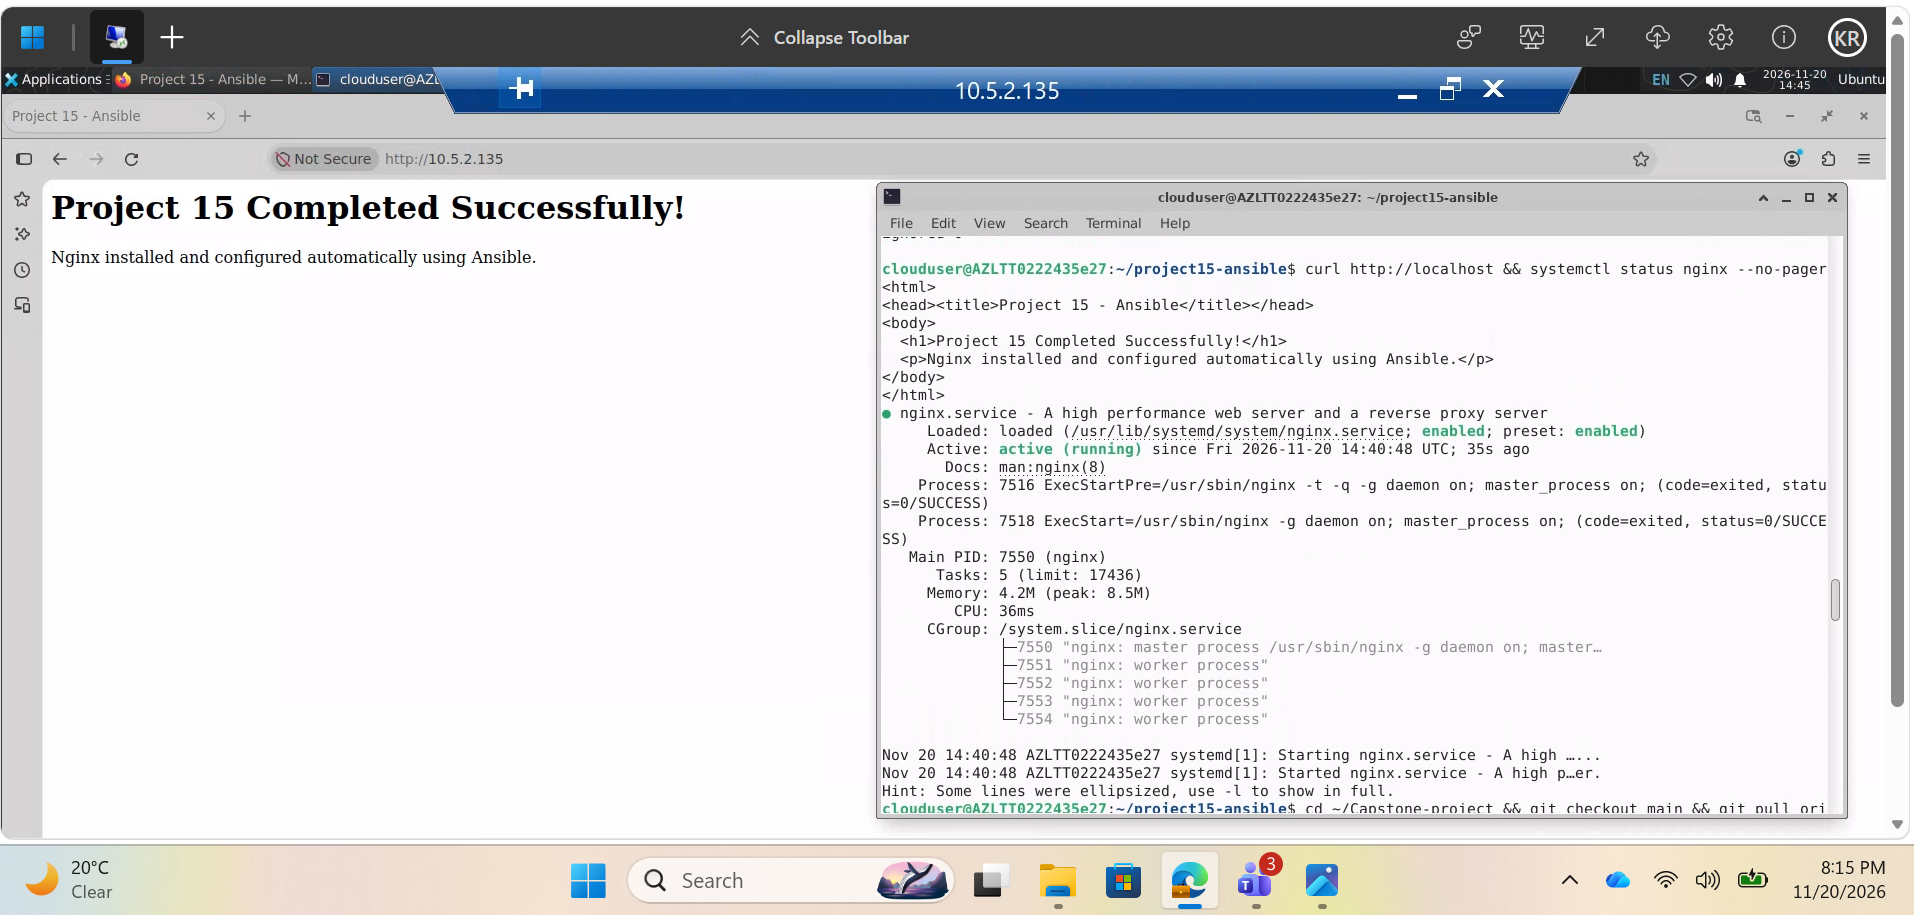 Collapse Toolbar
KR
Applications
Project 15 - Ansible — M...
clouduser@AZL
10.5.2.135
EN
2026-11-20
14:45
Ubuntu
Project 15 - Ansible
Not Secure
http://10.5.2.135
Project 15 Completed Successfully!
Nginx installed and configured automatically using Ansible.
clouduser@AZLTT0222435e27: ~/project15-ansible
File Edit View Search Terminal Help
clouduser@AZLTT0222435e27:~/project15-ansible$ curl http://localhost && systemctl status nginx --no-pager
<html>
<head><title>Project 15 - Ansible</title></head>
<body>
<h1>Project 15 Completed Successfully!</h1>
<p>Nginx installed and configured automatically using Ansible.</p>
</body>
</html>
● nginx.service - A high performance web server and a reverse proxy server
Loaded: loaded (/usr/lib/systemd/system/nginx.service; enabled; preset: enabled)
Active: active (running) since Fri 2026-11-20 14:40:48 UTC; 35s ago
Docs: man:nginx(8)
Process: 7516 ExecStartPre=/usr/sbin/nginx -t -q -g daemon on; master_process on; (code=exited, statu
s=0/SUCCESS)
Process: 7518 ExecStart=/usr/sbin/nginx -g daemon on; master_process on; (code=exited, status=0/SUCCE
SS)
Main PID: 7550 (nginx)
Tasks: 5 (limit: 17436)
Memory: 4.2M (peak: 8.5M)
CPU: 36ms
CGroup: /system.slice/nginx.service
├─7550 "nginx: master process /usr/sbin/nginx -g daemon on; master…
├─7551 "nginx: worker process"
├─7552 "nginx: worker process"
├─7553 "nginx: worker process"
└─7554 "nginx: worker process"
Nov 20 14:40:48 AZLTT0222435e27 systemd[1]: Starting nginx.service - A high …...
Nov 20 14:40:48 AZLTT0222435e27 systemd[1]: Started nginx.service - A high p…er.
Hint: Some lines were ellipsized, use -l to show in full.
clouduser@AZLTT0222435e27:~/project15-ansible$ cd ~/Capstone-project && git checkout main && git pull ori
20°C
Clear
Search
3
8:15 PM
11/20/2026